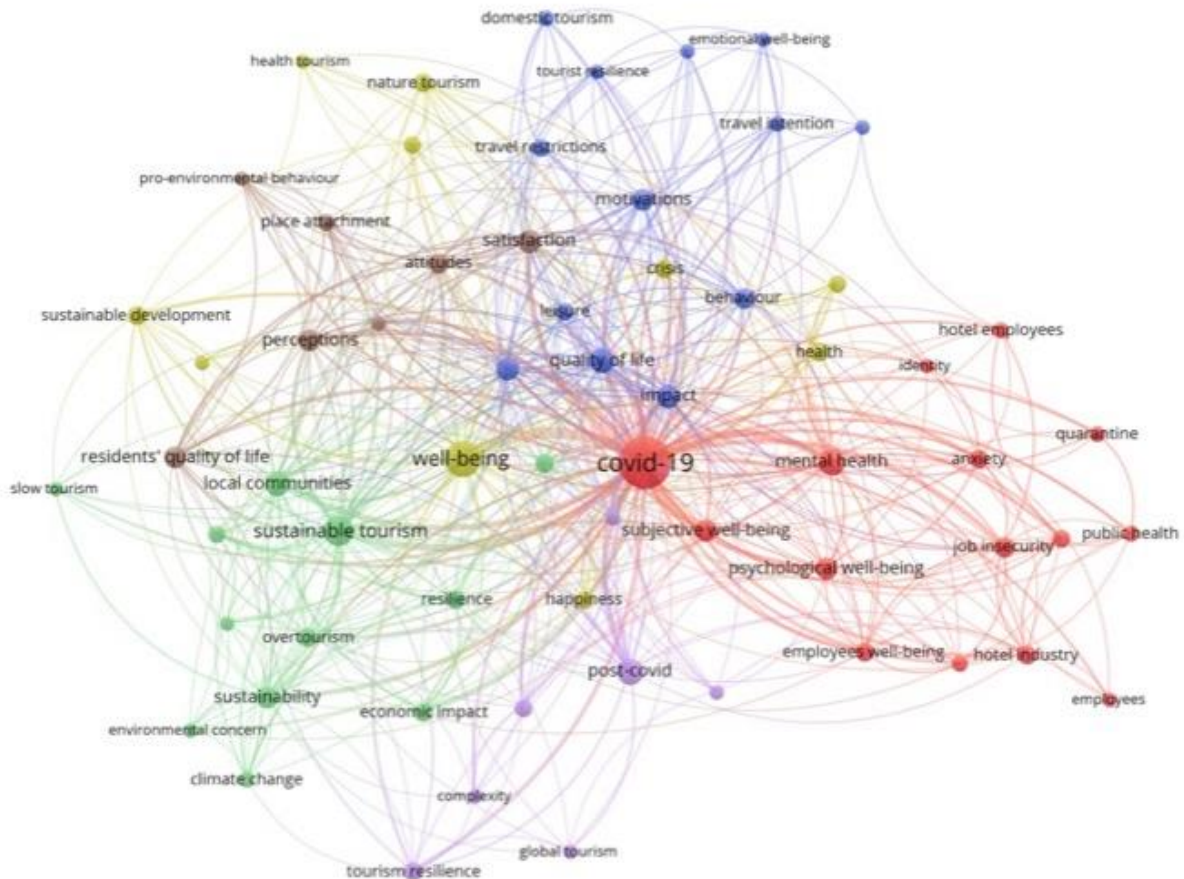 domestic tourism
emotional well-being
health tourism
tourist resilience
nature tourism
travel intention
travel restrictions
pro-environmental behaviour
motivations
place attachment
satisfaction
attitudes
crisis
behaviour
leisure
sustainable development
hotel employees
perceptions
health
quality of life
identity
impact
quarantine
residents' quality of life
well-being
covid-19
mental health
anxiety
local communities
slow tourism
sustainable tourism
subjective well-being
public health
job insecurity
psychological well-being
resilience
happiness
overtourism
employees well-being
hotel industry
post-covid
sustainability
economic impact
employees
environmental concern
climate change
complexity
global tourism
tourism resilience